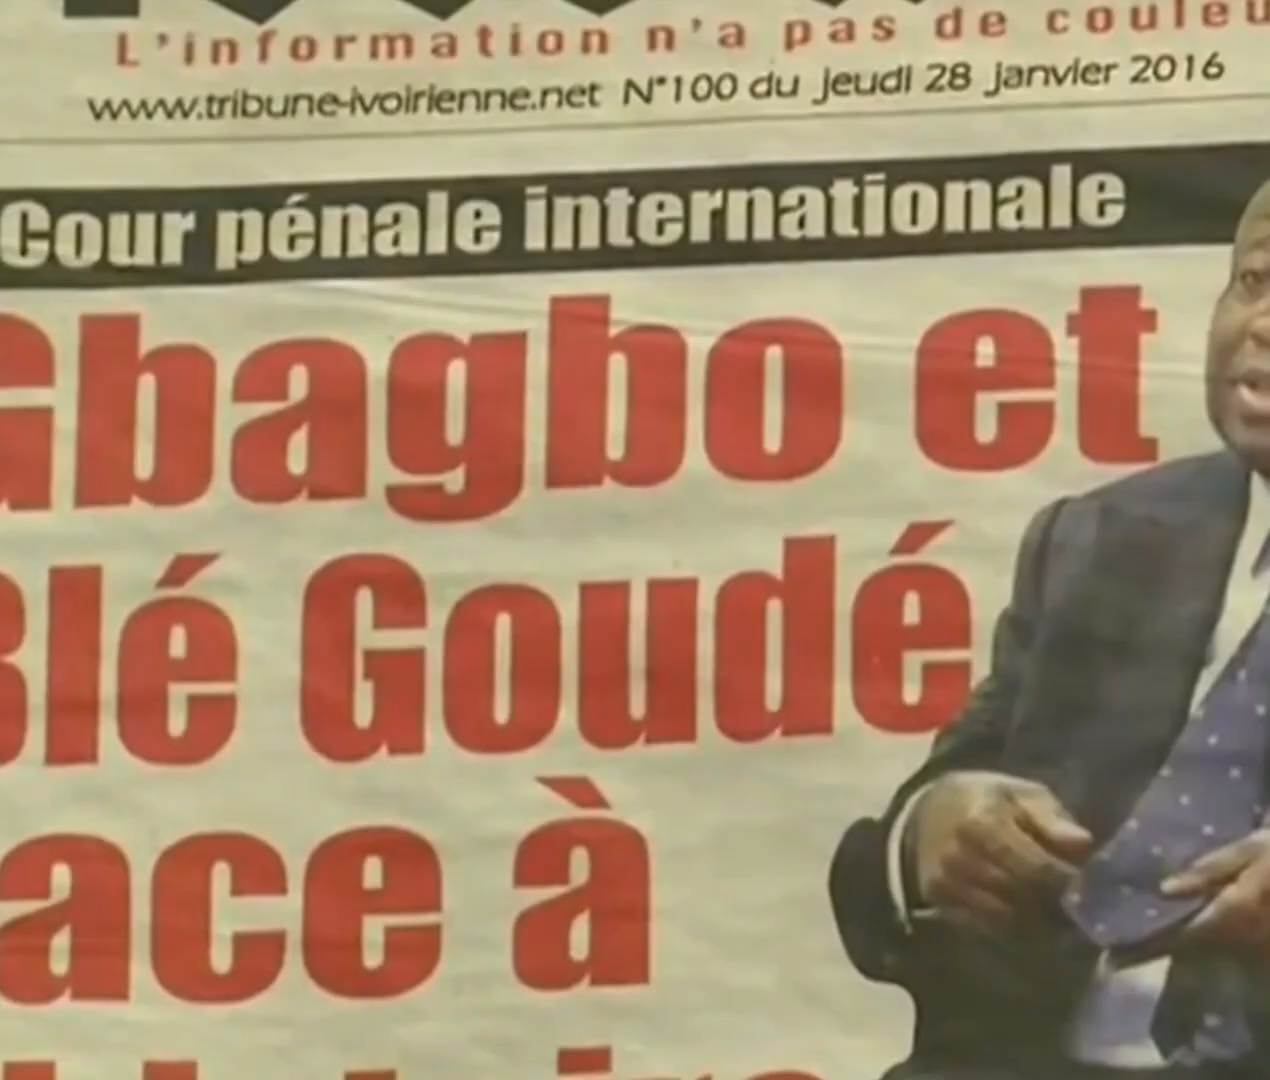 L'information n'a pas de couleu
www.tribune-ivoirienne.net N°100 du Jeudi 28 Janvier 2016
Cour pénale internationale
Gbagbo et
Blé Goudé
ace à